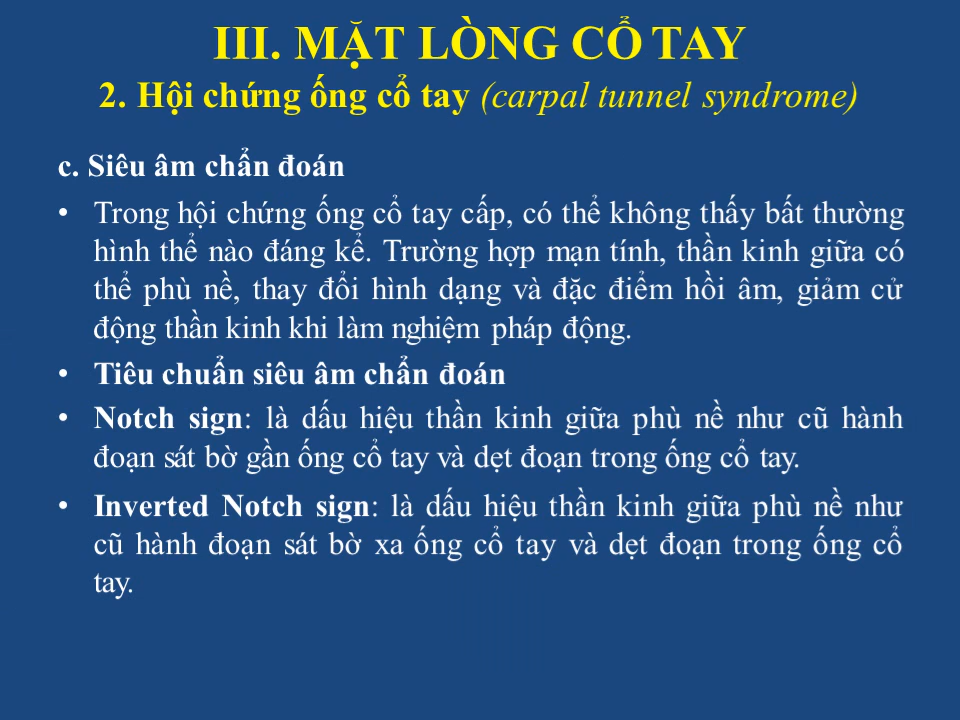 III. MẶT LÒNG CỔ TAY
2. Hội chứng ống cổ tay (carpal tunnel syndrome)
c. Siêu âm chẩn đoán
• Trong hội chứng ống cổ tay cấp, có thể không thấy bất thường
hình thể nào đáng kể. Trường hợp mạn tính, thần kinh giữa có
thể phù nề, thay đổi hình dạng và đặc điểm hồi âm, giảm cử
động thần kinh khi làm nghiệm pháp động.
• Tiêu chuẩn siêu âm chẩn đoán
• Notch sign: là dấu hiệu thần kinh giữa phù nề như cũ hành
đoạn sát bờ gần ống cổ tay và dẹt đoạn trong ống cổ tay.
• Inverted Notch sign: là dấu hiệu thần kinh giữa phù nề như
cũ hành đoạn sát bờ xa ống cổ tay và dẹt đoạn trong ống cổ
tay.